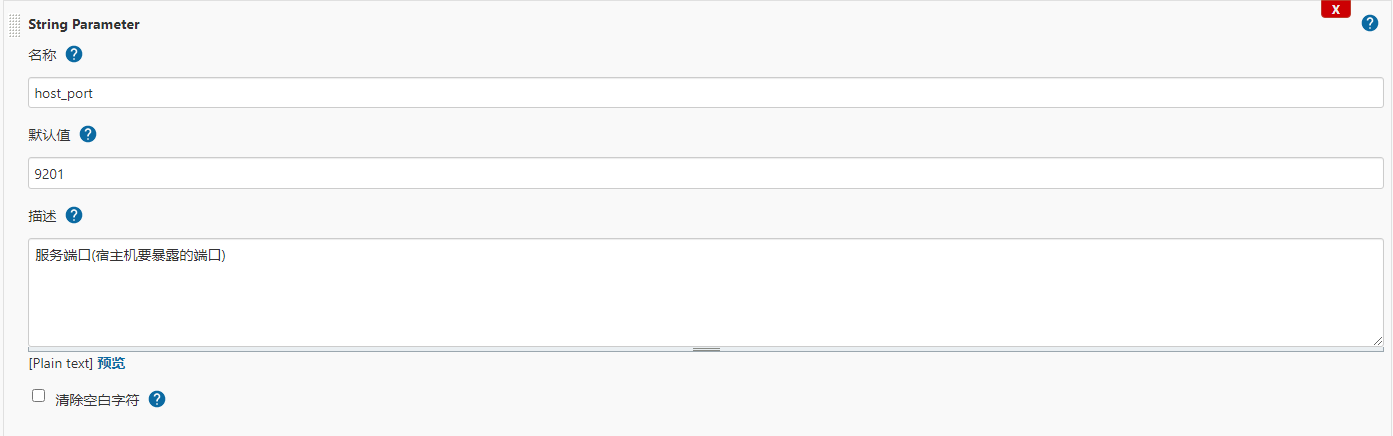 String Parameter
X
?
名称 ?
host_port
默认值 ?
9201
描述 ?
服务端口(宿主机要暴露的端口)
[Plain text] 预览
清除空白字符 ?